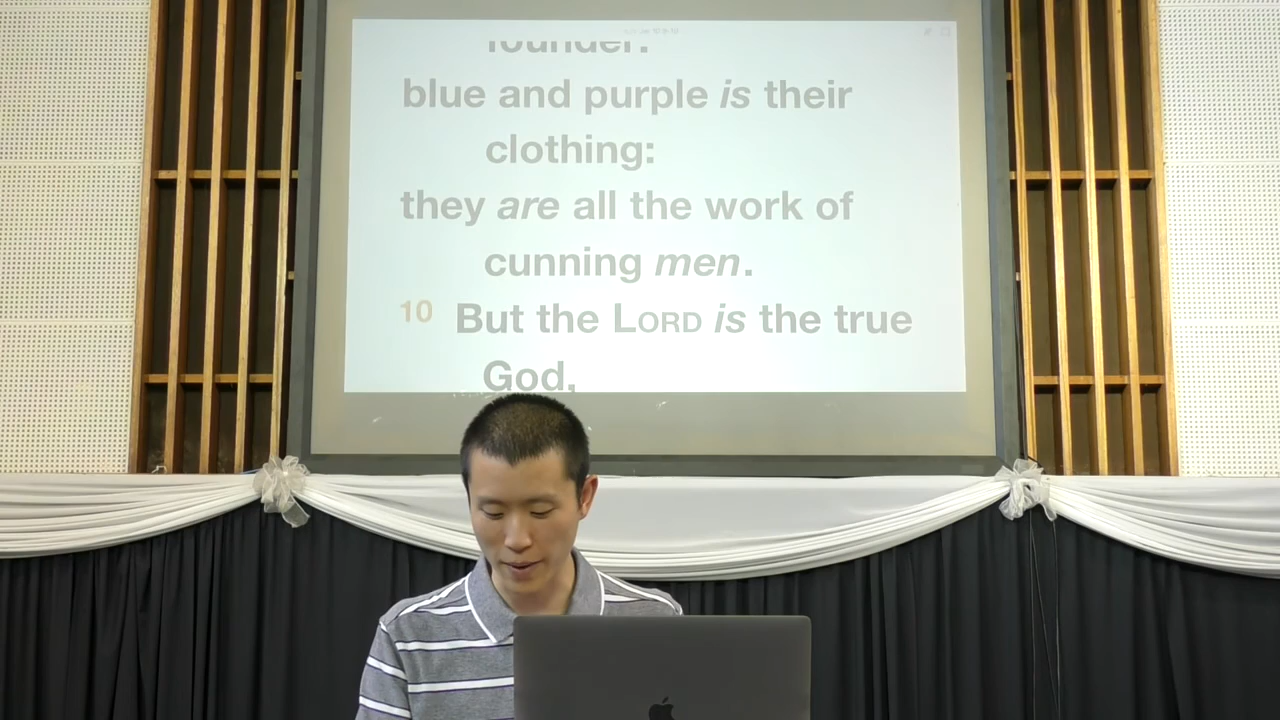 founder:
blue and purple is their
clothing:
they are all the work of
cunning men.
10 But the LORD is the true
God,